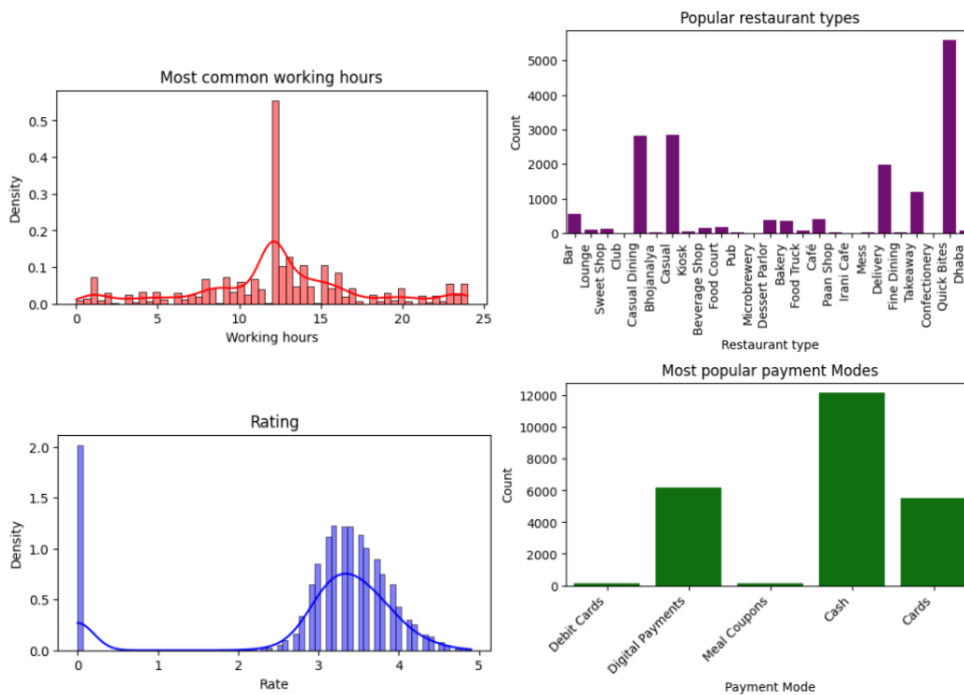 Most common working hours
Density
0.5
0.4
0.3
0.2
0.1
0.0
0 5 10 15 20 25
Working hours
Popular restaurant types
Count
5000
4000
3000
2000
1000
0
Bar
Lounge
Sweet Shop
Club
Casual Dining
Bhojanalya
Casual
Kiosk
Beverage Shop
Food Court
Pub
Microbrewery
Dessert Parlor
Bakery
Food Truck
Café
Paan Shop
Irani Cafe
Mess
Delivery
Fine Dining
Takeaway
Confectionery
Quick Bites
Dhaba
Restaurant type
Rating
Density
2.0
1.5
1.0
0.5
0.0
0 1 2 3 4 5
Rate
Most popular payment Modes
Count
12000
10000
8000
6000
4000
2000
0
Debit Cards
Digital Payments
Meal Coupons
Cash
Cards
Payment Mode